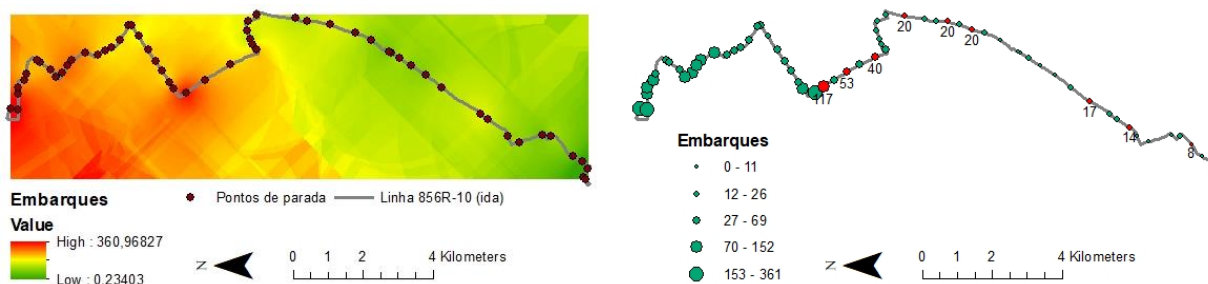 Embarques
Pontos de parada
Linha 856R-10 (ida)
Value
High : 360,96827
Low : 0.23403
N
0 1 2 4 Kilometers
20
20
20
40
53
117
17
14
8
Embarques
0 - 11
12 - 26
27 - 69
70 - 152
153 - 361
N
0 1 2 4 Kilometers